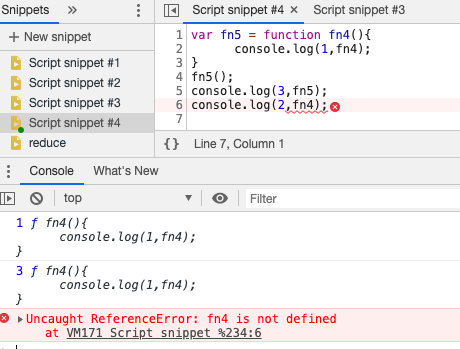 Snippets »
Script snippet #4 × Script snippet #3
+ New snippet
Script snippet #1
Script snippet #2
Script snippet #3
Script snippet #4
reduce
1 var fn5 = function fn4(){
2 console.log(1,fn4);
3 }
4 fn5();
5 console.log(3,fn5);
6 console.log(2,fn4);
7
{} Line 7, Column 1
Console What's New
top Filter
1 ƒ fn4(){
console.log(1,fn4);
}
3 ƒ fn4(){
console.log(1,fn4);
}
Uncaught ReferenceError: fn4 is not defined
at VM171 Script snippet %234:6